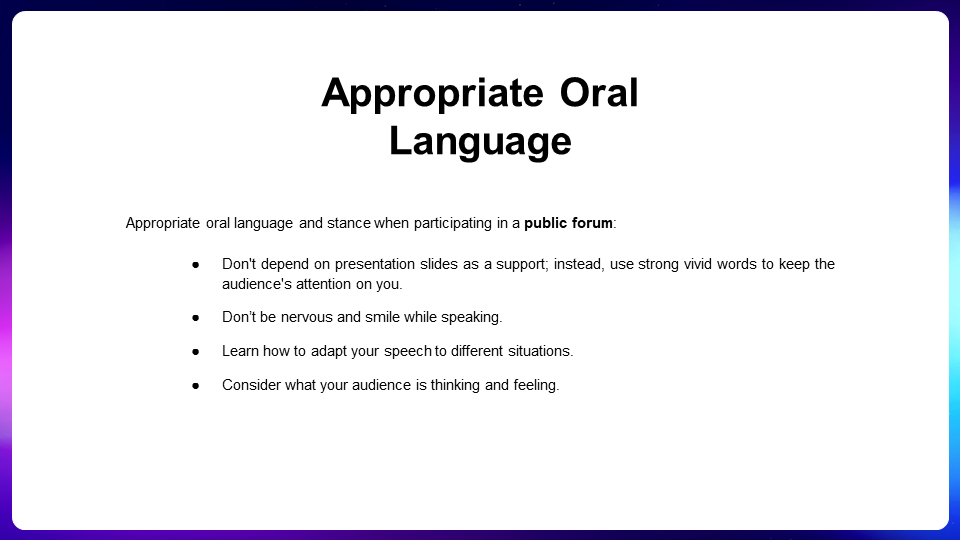 Appropriate Oral
Language
Appropriate oral language and stance when participating in a public forum:
● Don't depend on presentation slides as a support; instead, use strong vivid words to keep the
audience's attention on you.
● Don’t be nervous and smile while speaking.
● Learn how to adapt your speech to different situations.
● Consider what your audience is thinking and feeling.